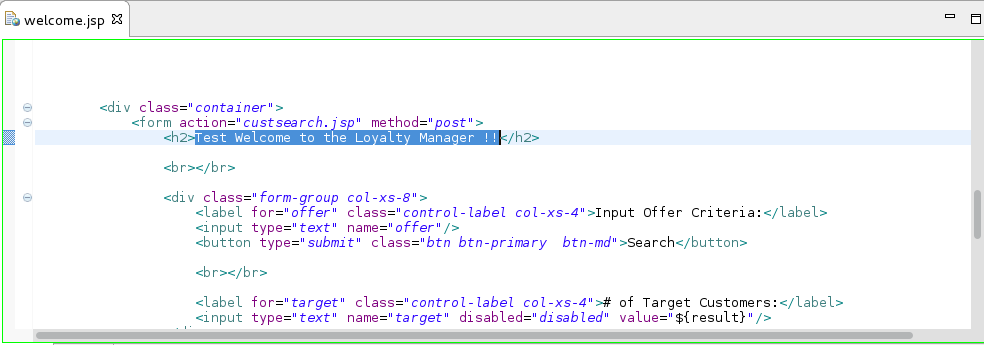 welcome.jsp
<div class="container">
<form action="custsearch.jsp" method="post">
<h2>Test Welcome to the Loyalty Manager !!</h2>
<br></br>
<div class="form-group col-xs-8">
<label for="offer" class="control-label col-xs-4">Input Offer Criteria:</label>
<input type="text" name="offer"/>
<button type="submit" class="btn btn-primary  btn-md">Search</button>
<br></br>
<label for="target" class="control-label col-xs-4"># of Target Customers:</label>
<input type="text" name="target" disabled="disabled" value="${result}"/>